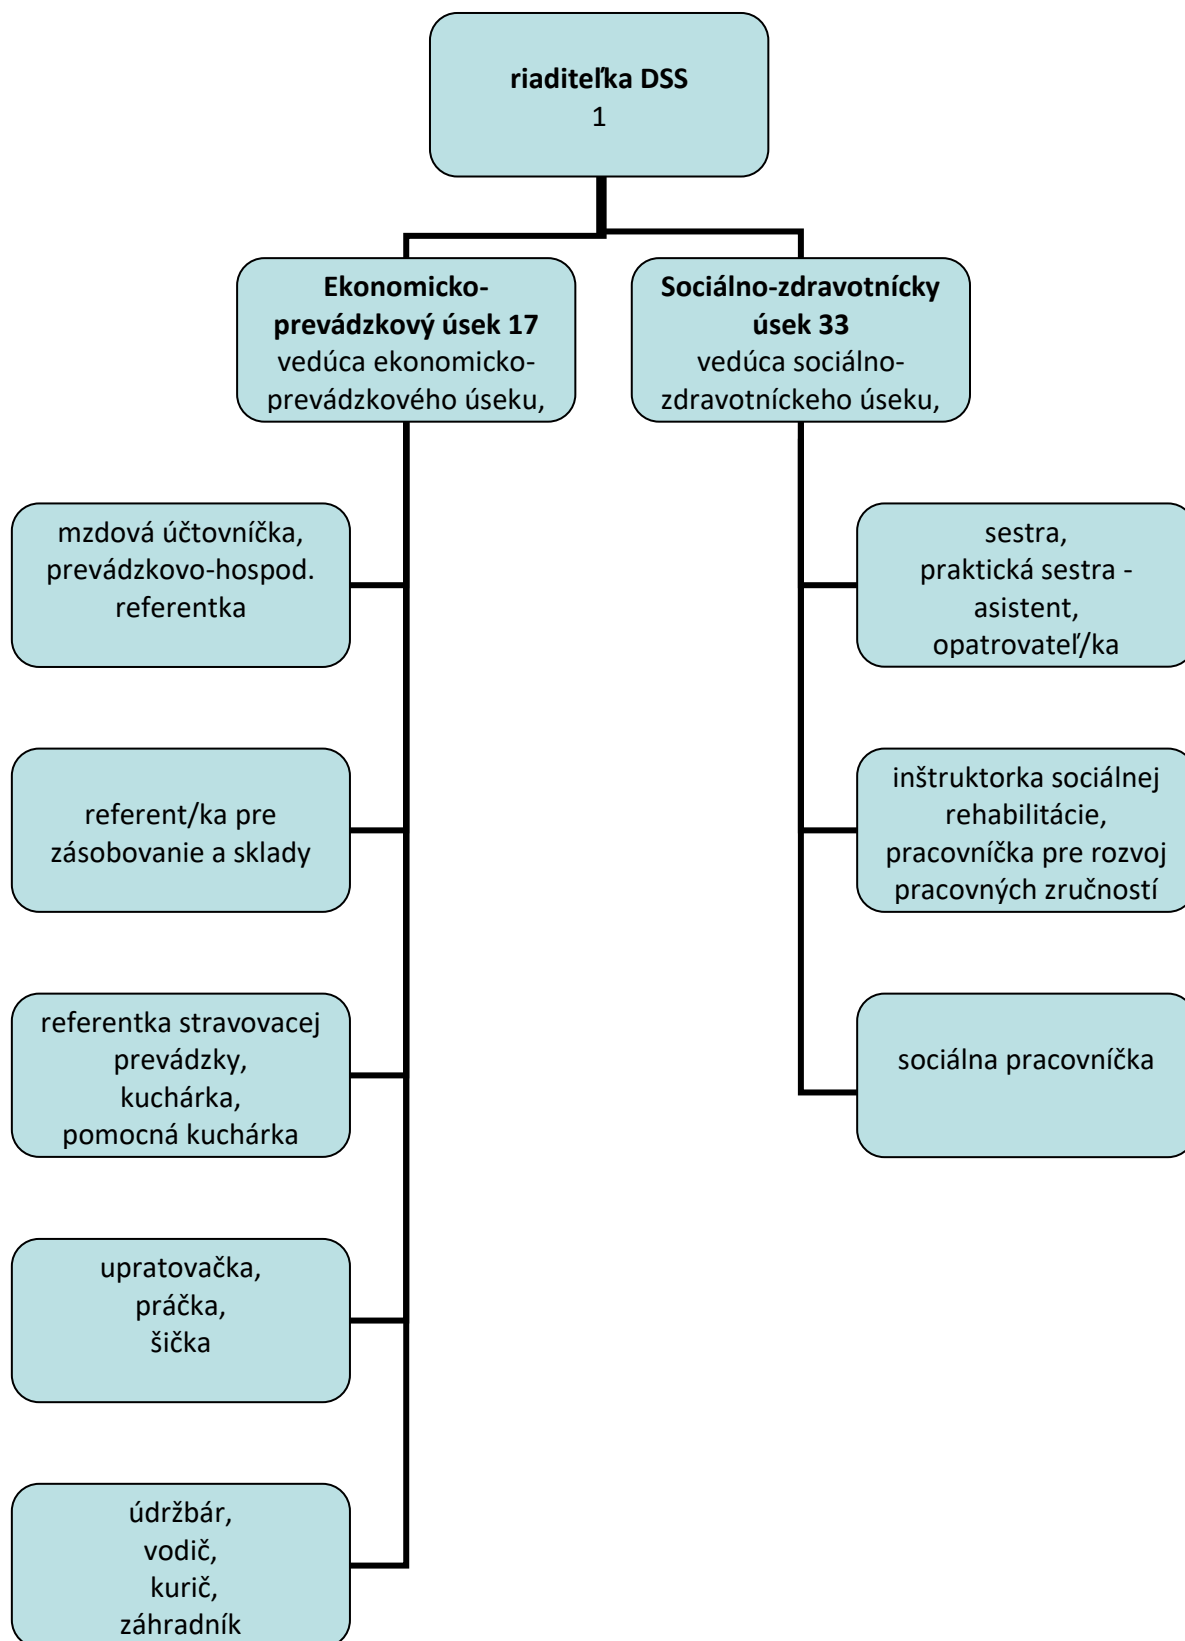 riaditeľka DSS
1
Ekonomicko-
prevádzkový úsek 17
vedúca ekonomicko-
prevádzkového úseku,
Sociálno-zdravotnícky
úsek 33
vedúca sociálno-
zdravotníckeho úseku,
mzdová účtovníčka,
prevádzkovo-hospod.
referentka
sestra,
praktická sestra -
asistent,
opatrovateľ/ka
referent/ka pre
zásobovanie a sklady
inštruktorka sociálnej
rehabilitácie,
pracovníčka pre rozvoj
pracovných zručností
referentka stravovacej
prevádzky,
kuchárka,
pomocná kuchárka
sociálna pracovníčka
upratovačka,
práčka,
šička
údržbár,
vodič,
kurič,
záhradník